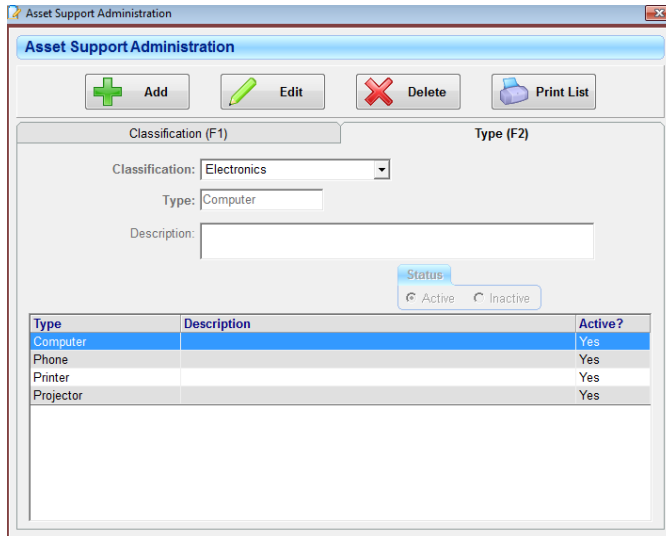 Asset Support Administration
Asset Support Administration
Add Edit Delete Print List
Classification (F1) Type (F2)
Classification: Electronics
Type: Computer
Description:
Status
Active Inactive
Type Description Active?
Computer Yes
Phone Yes
Printer Yes
Projector Yes